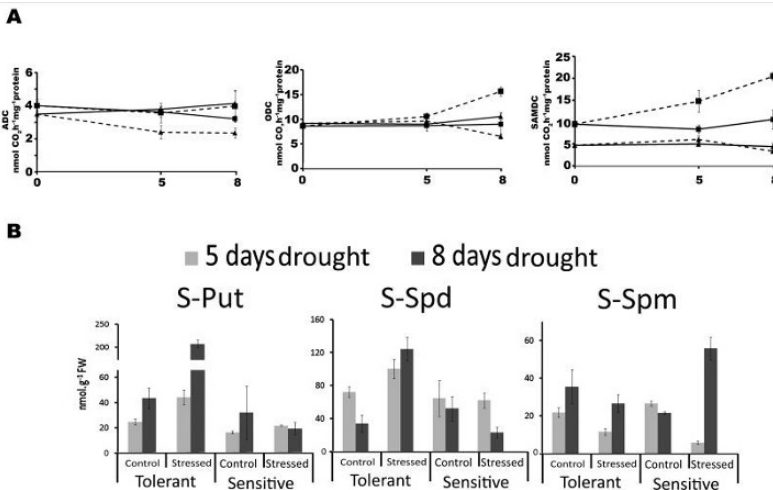 A
ADC
nmol CO₂h⁻¹mg⁻¹protein
6
4
2
0
0 5 8
ODC
nmol CO₂h⁻¹mg⁻¹protein
20
15
10
5
0
0 5 8
SAMDC
nmol CO₂h⁻¹mg⁻¹protein
25
20
15
10
5
0
0 5 8
B
5 days drought 8 days drought
S-Put S-Spd S-Spm
nmol.g⁻¹ FW
250
200
60
40
20
0
Control Stressed Control Stressed
Tolerant Sensitive
160
120
80
40
0
Control Stressed Control Stressed
Tolerant Sensitive
60
40
20
0
Control Stressed Control Stressed
Tolerant Sensitive